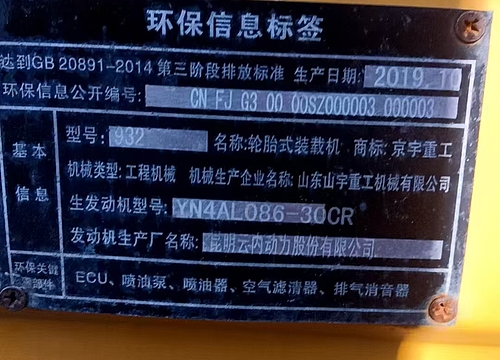 环保信息标签
达到GB 20891-2014 第三阶段排放标准 生产日期: 2019.10
环保信息公开编号: CN FJ G3 00 00SZ000003 000003
基本信息
型号: 932 名称: 轮胎式装载机 商标: 京宇重工
机械类型: 工程机械 机械生产企业名称: 山东山宇重工机械有限公司
生发动机型号: YN4AL086-30CR
发动机生产厂名称: 昆明云内动力股份有限公司
环保关键部件
ECU、喷油泵、喷油器、空气滤清器、排气消音器